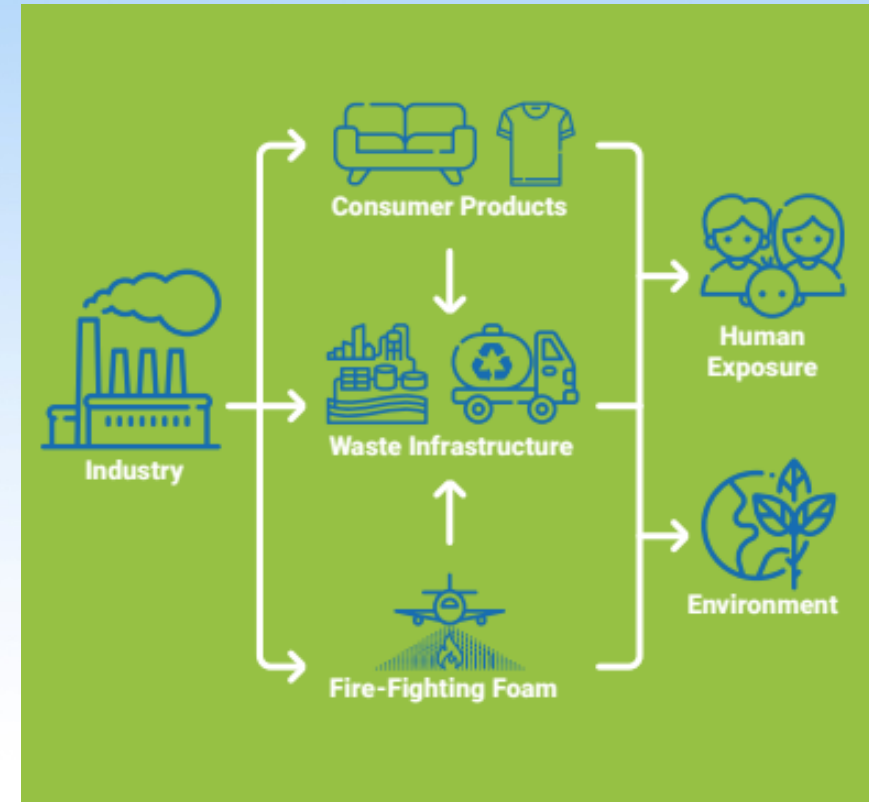 Consumer Products
Human
Exposure
Waste Infrastructure
Industry
Environment
Fire-Fighting Foam